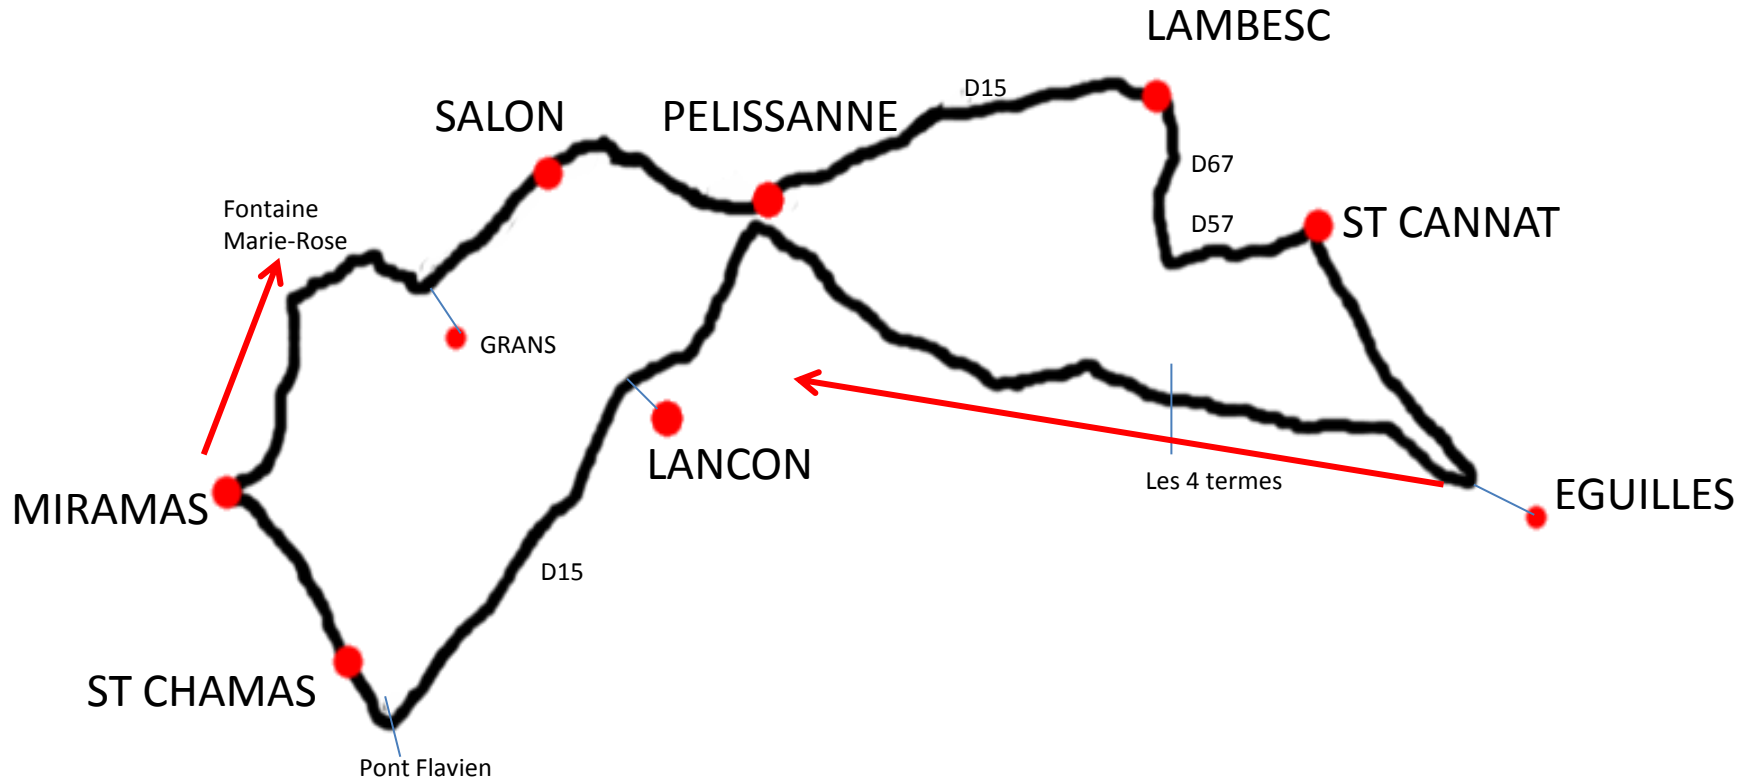 LAMBESC
D15
SALON
PELISSANNE
D67
Fontaine
Marie-Rose
D57
ST CANNAT
GRANS
LANCON
Les 4 termes
EGUILLES
MIRAMAS
D15
ST CHAMAS
Pont Flavien